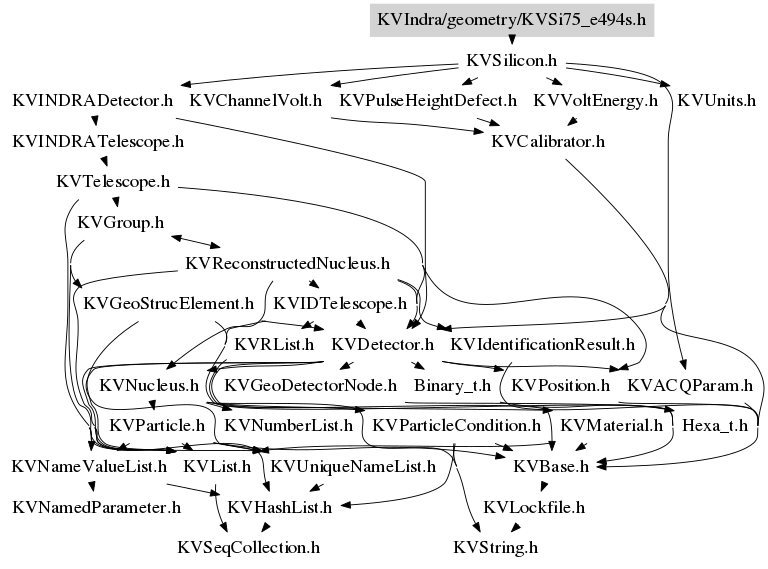 KVIndra/geometry/KVSi75_e494s.h
KVSilicon.h
KVINDRADetector.h KVChannelVolt.h KVPulseHeightDefect.h KVVoltEnergy.h KVUnits.h
KVINDRATelescope.h KVCalibrator.h
KVTelescope.h
KVGroup.h
KVReconstructedNucleus.h
KVGeoStrucElement.h KVIDTelescope.h
KVRList.h KVDetector.h KVIdentificationResult.h
KVNucleus.h KVGeoDetectorNode.h Binary_t.h KVPosition.h KVACQParam.h
KVParticle.h KVNumberList.h KVParticleCondition.h KVMaterial.h Hexa_t.h
KVNameValueList.h KVList.h KVUniqueNameList.h KVBase.h
KVNamedParameter.h KVHashList.h KVLockfile.h
KVSeqCollection.h KVString.h